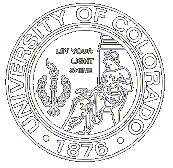 UNIVERSITY OF COLORADO
LET YOUR
LIGHT
SHINE
· 1876 ·